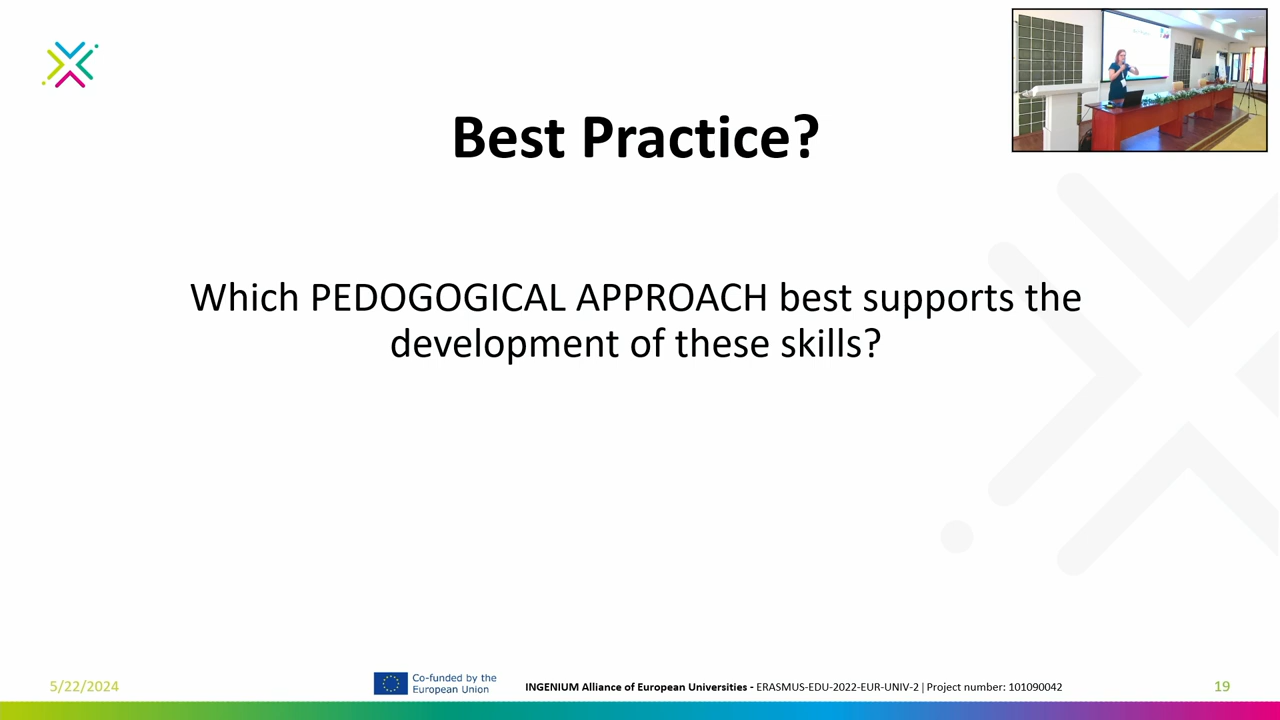 Best Practice?
Which PEDOGOGICAL APPROACH best supports the
development of these skills?
5/22/2024
Co-funded by the
European Union
INGENIUM Alliance of European Universities - ERASMUS-EDU-2022-EUR-UNIV-2 | Project number: 101090042
19